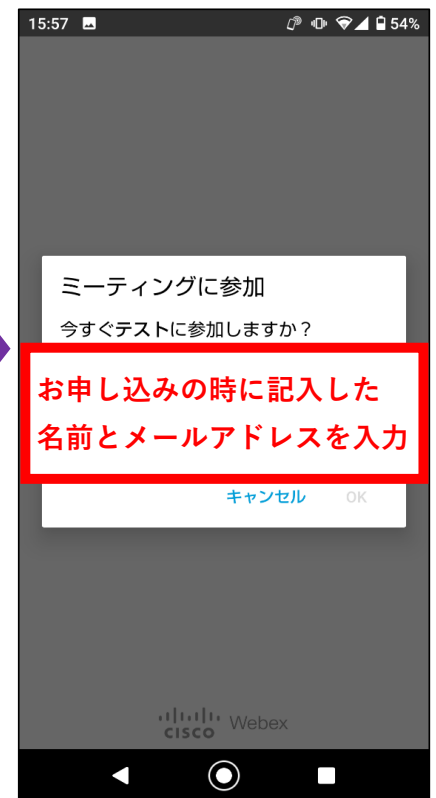 15:57 54%
ミーティングに参加
今すぐテストに参加しますか？
お申し込みの時に記入した
名前とメールアドレスを入力
キャンセル OK
CISCO Webex